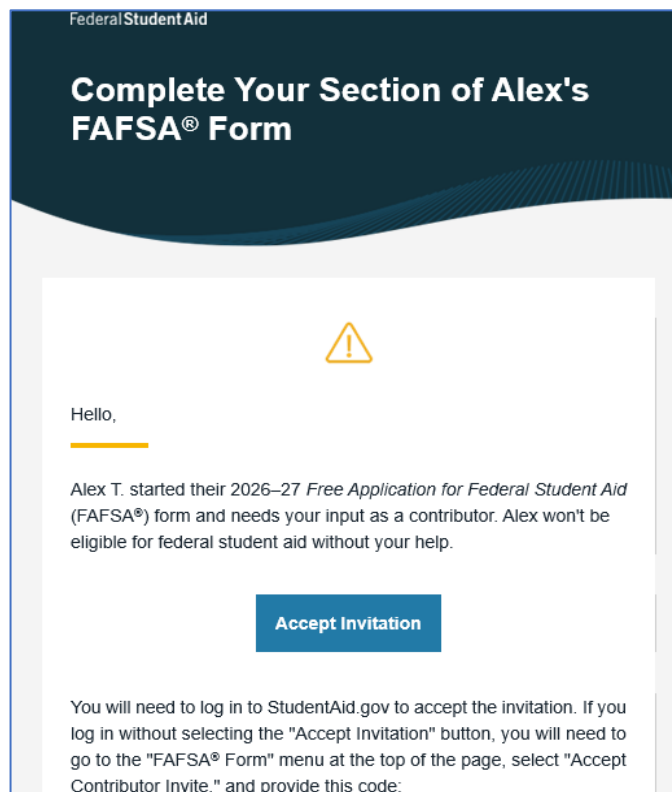 Federal Student Aid
Complete Your Section of Alex's
FAFSA® Form
Hello,
Alex T. started their 2026–27 Free Application for Federal Student Aid
(FAFSA®) form and needs your input as a contributor. Alex won't be
eligible for federal student aid without your help.
Accept Invitation
You will need to log in to StudentAid.gov to accept the invitation. If you
log in without selecting the "Accept Invitation" button, you will need to
go to the "FAFSA® Form" menu at the top of the page, select "Accept
Contributor Invite," and provide this code: